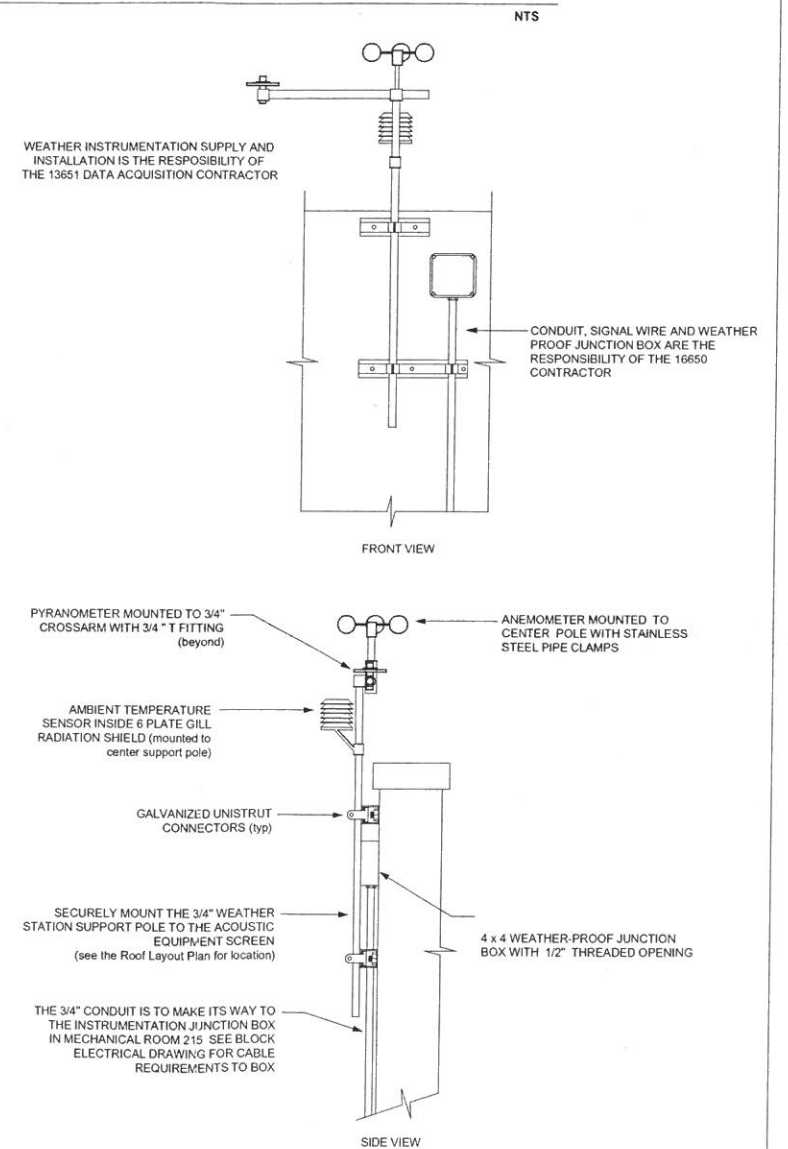 NTS
WEATHER INSTRUMENTATION SUPPLY AND
INSTALLATION IS THE RESPOSIBILITY OF
THE 13651 DATA ACQUISITION CONTRACTOR
CONDUIT, SIGNAL WIRE AND WEATHER
PROOF JUNCTION BOX ARE THE
RESPONSIBILITY OF THE 16650
CONTRACTOR
FRONT VIEW
PYRANOMETER MOUNTED TO 3/4"
CROSSARM WITH 3/4 " T FITTING
(beyond)
ANEMOMETER MOUNTED TO
CENTER POLE WITH STAINLESS
STEEL PIPE CLAMPS
AMBIENT TEMPERATURE
SENSOR INSIDE 6 PLATE GILL
RADIATION SHIELD (mounted to
center support pole)
GALVANIZED UNISTRUT
CONNECTORS (typ)
SECURELY MOUNT THE 3/4" WEATHER
STATION SUPPORT POLE TO THE ACOUSTIC
EQUIPMENT SCREEN
(see the Roof Layout Plan for location)
4 x 4 WEATHER-PROOF JUNCTION
BOX WITH 1/2" THREADED OPENING
THE 3/4" CONDUIT IS TO MAKE ITS WAY TO
THE INSTRUMENTATION JUNCTION BOX
IN MECHANICAL ROOM 215 SEE BLOCK
ELECTRICAL DRAWING FOR CABLE
REQUIREMENTS TO BOX
SIDE VIEW